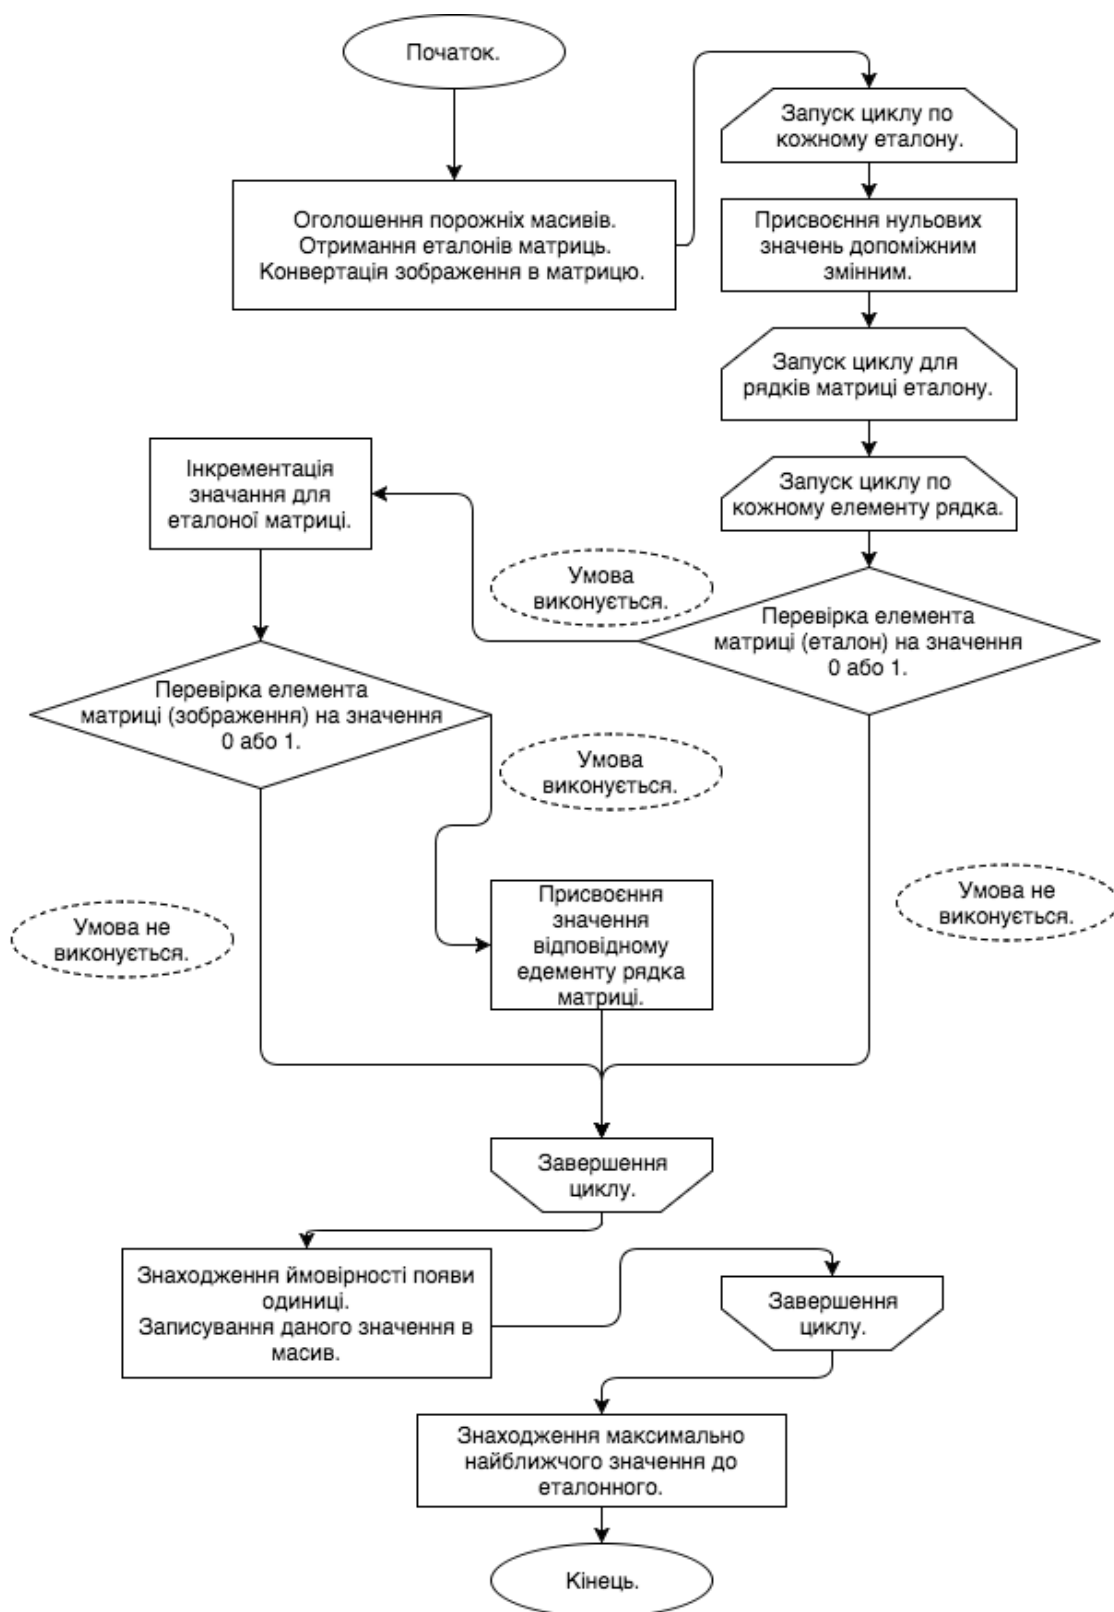 Початок.
Оголошення порожніх масивів.
Отримання еталонів матриць.
Конвертація зображення в матрицю.
Запуск циклу по
кожному еталону.
Присвоєння нульових
значень допоміжним
змінним.
Запуск циклу для
рядків матриці еталону.
Запуск циклу по
кожному елементу рядка.
Перевірка елемента
матриці (еталон) на значення
0 або 1.
Умова
виконується.
Інкрементація
значання для
еталоної матриці.
Перевірка елемента
матриці (зображення) на значення
0 або 1.
Умова
виконується.
Присвоєння
значення
відповідному
едементу рядка
матриці.
Умова не
виконується.
Умова не
виконується.
Завершення
циклу.
Знаходження ймовірності появи
одиниці.
Записування даного значення в
масив.
Завершення
циклу.
Знаходження максимально
найближчого значення до
еталонного.
Кінець.